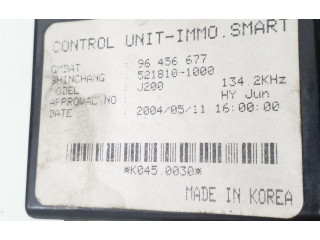 CONTROL UNIT-IMMO.SMART
GMDAT : 96 456 677
SHINCHANG : 521810-1000
MODEL : J200 134.2KHz
APPROVAL NO : HY Jun
DATE : 2004/05/11 16:00:00
*K045.0030*
MADE IN KOREA